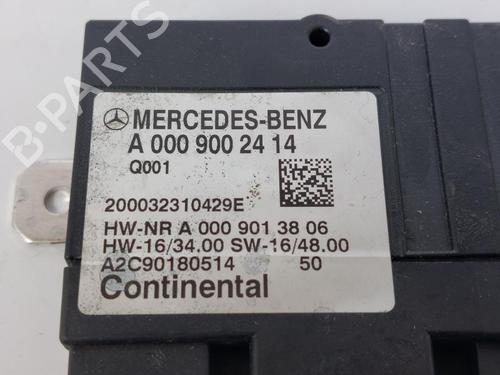 MERCEDES-BENZ
A 000 900 24 14
Q001
200032310429E
HW-NR A 000 901 38 06
HW-16/34.00 SW-16/48.00
A2C90180514 50
Continental
B-PARTS